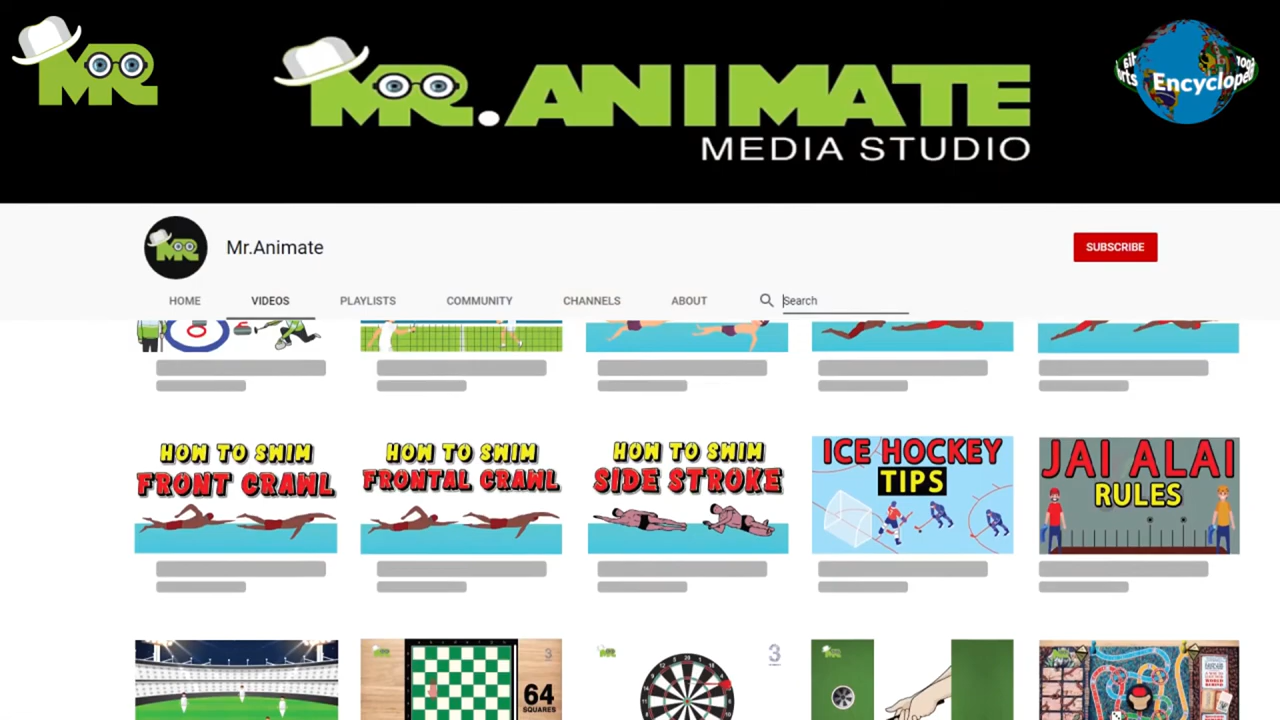 MR
MR.ANIMATE
MEDIA STUDIO
Encycloped
Mr.Animate
SUBSCRIBE
HOME
VIDEOS
PLAYLISTS
COMMUNITY
CHANNELS
ABOUT
Search
HOW TO SWIM
FRONT CRAWL
HOW TO SWIM
FRONTAL CRAWL
HOW TO SWIM
SIDE STROKE
ICE HOCKEY
TIPS
JAI ALAI
RULES
3
64
SQUARES
3